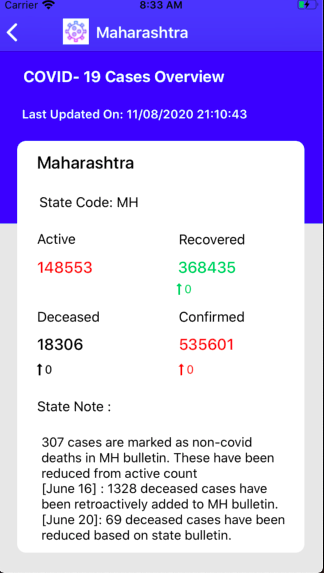 Carrier 8:33 AM
Maharashtra
COVID- 19 Cases Overview
Last Updated On: 11/08/2020 21:10:43
Maharashtra
State Code: MH
Active Recovered
148553 368435
↑0
Deceased Confirmed
18306 535601
↑0 ↑0
State Note :
307 cases are marked as non-covid
deaths in MH bulletin. These have been
reduced from active count
[June 16] : 1328 deceased cases have
been retroactively added to MH bulletin.
[June 20]: 69 deceased cases have been
reduced based on state bulletin.